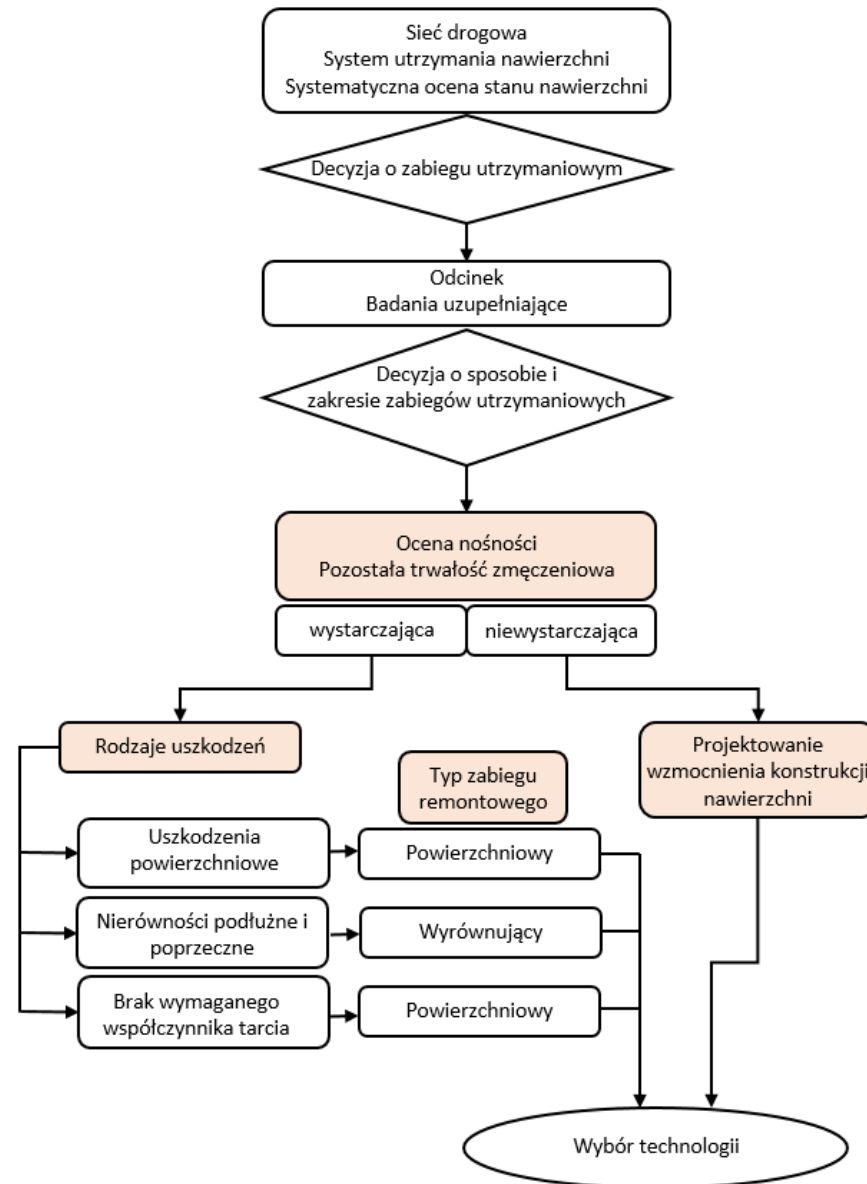 Sieć drogowa
System utrzymania nawierzchni
Systematyczna ocena stanu nawierzchni
Decyzja o zabiegu utrzymaniowym
Odcinek
Badania uzupełniające
Decyzja o sposobie i
zakresie zabiegów utrzymaniowych
Ocena nośności
Pozostała trwałość zmęczeniowa
wystarczająca
niewystarczająca
Rodzaje uszkodzeń
Typ zabiegu
remontowego
Projektowanie
wzmocnienia konstrukcji
nawierzchni
Uszkodzenia
powierzchniowe
Powierzchniowy
Nierówności podłużne i
poprzeczne
Wyrównujący
Brak wymaganego
współczynnika tarcia
Powierzchniowy
Wybór technologii